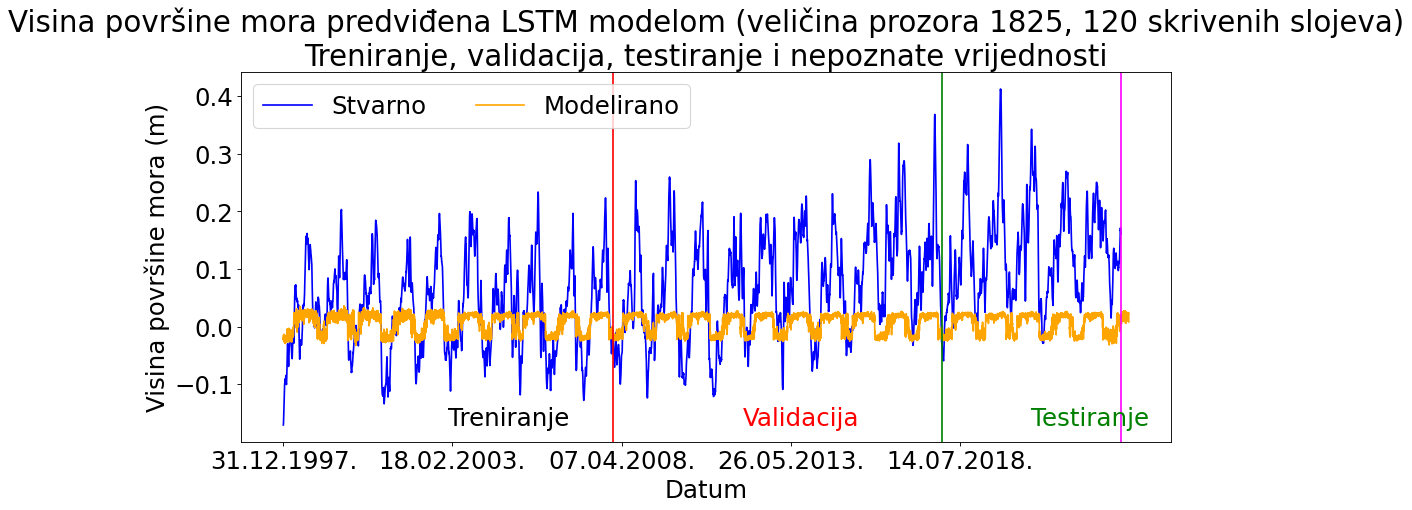 Visina površine mora predviđena LSTM modelom (veličina prozora 1825, 120 skrivenih slojeva)
Treniranje, validacija, testiranje i nepoznate vrijednosti
Stvarno
Modelirano
Visina površine mora (m)
0.4
0.3
0.2
0.1
0.0
−0.1
Treniranje
Validacija
Testiranje
31.12.1997.
18.02.2003.
07.04.2008.
26.05.2013.
14.07.2018.
Datum